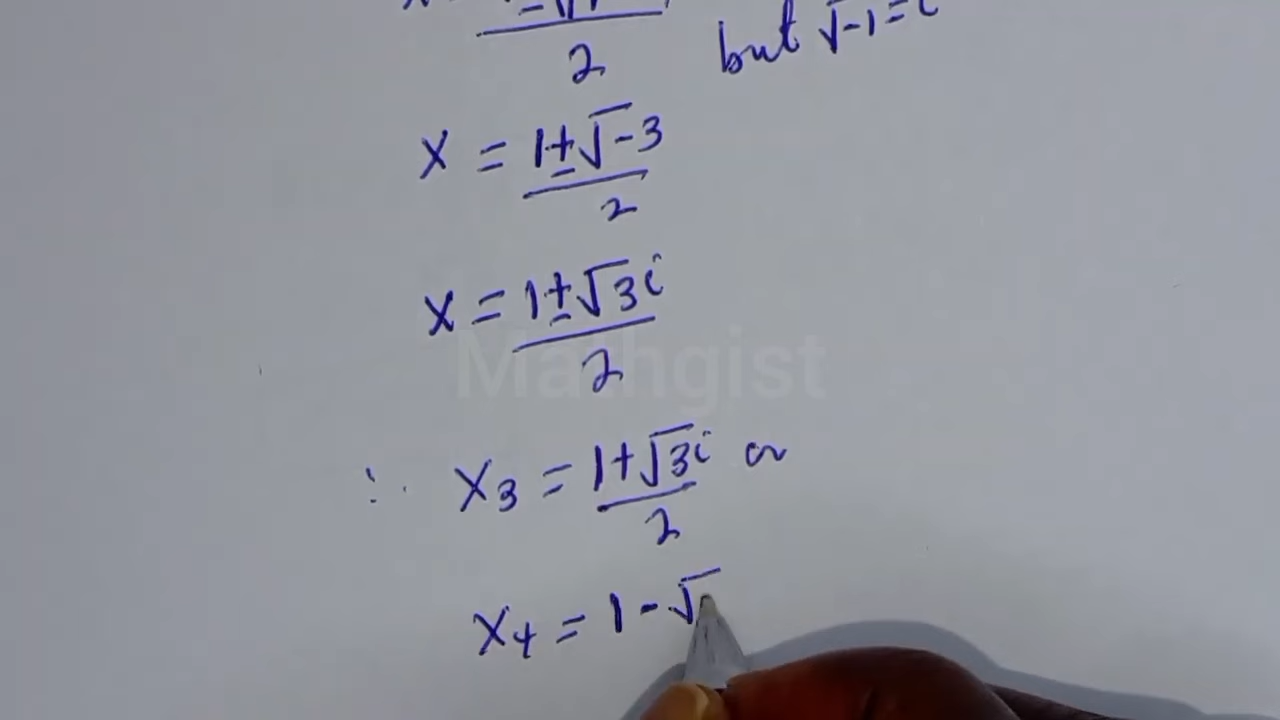 2 but √-1 = i
x = 1±√-3
2
x = 1±√3i
2
Mathgist
∴ x₃ = 1+√3i or
2
x₄ = 1-√